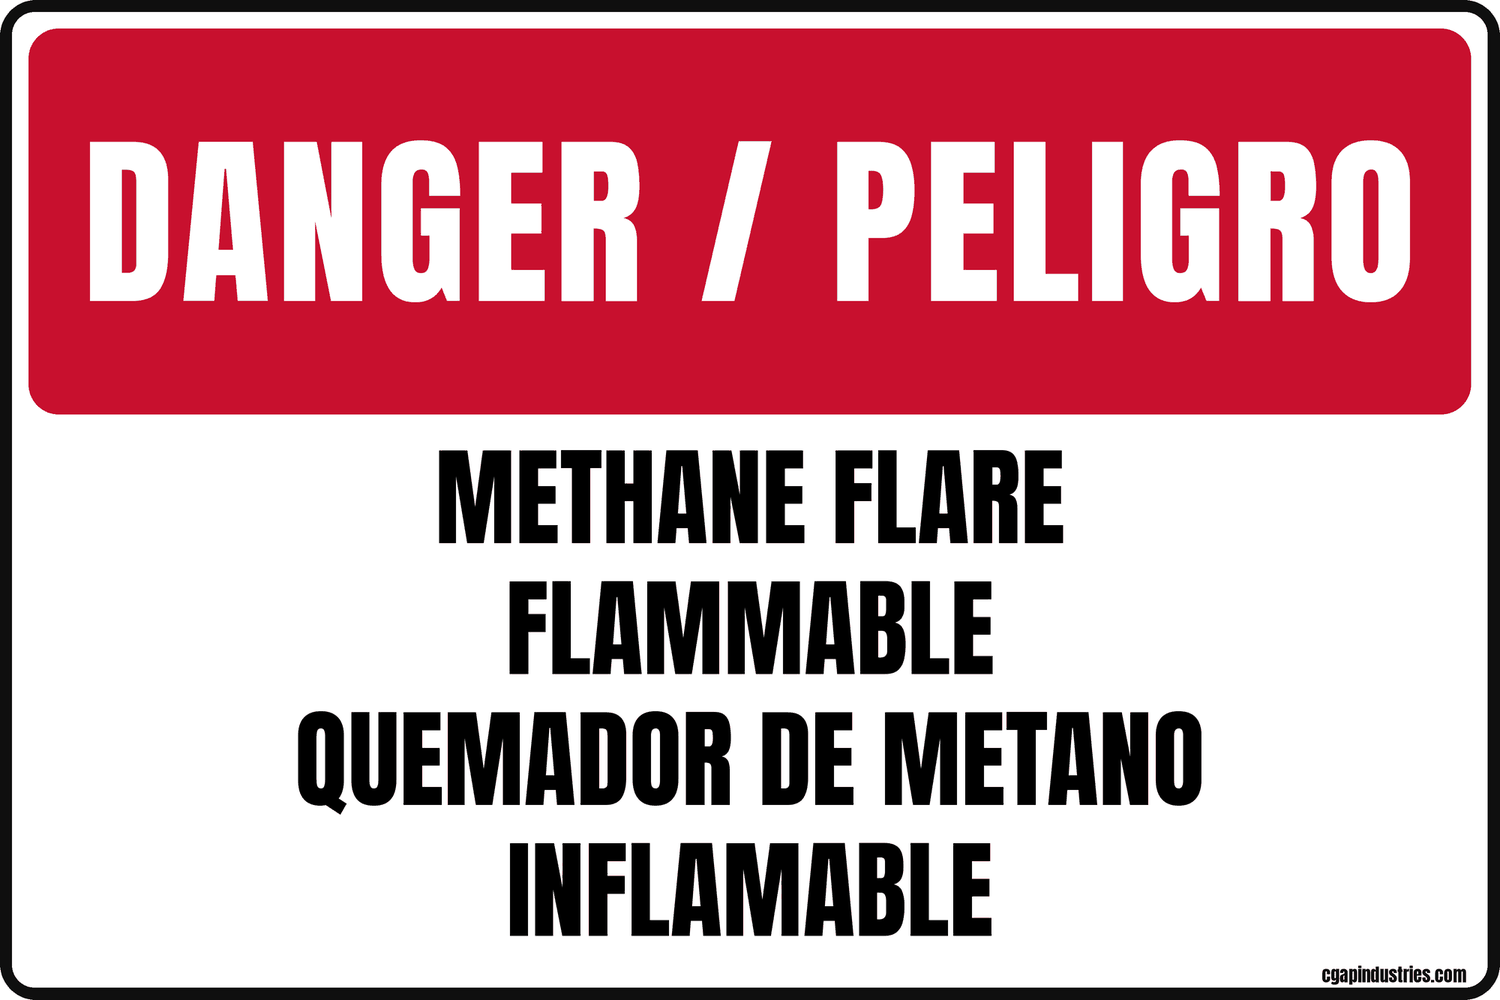 DANGER / PELIGRO
METHANE FLARE
FLAMMABLE
QUEMADOR DE METANO
INFLAMABLE
cgapindustries.com